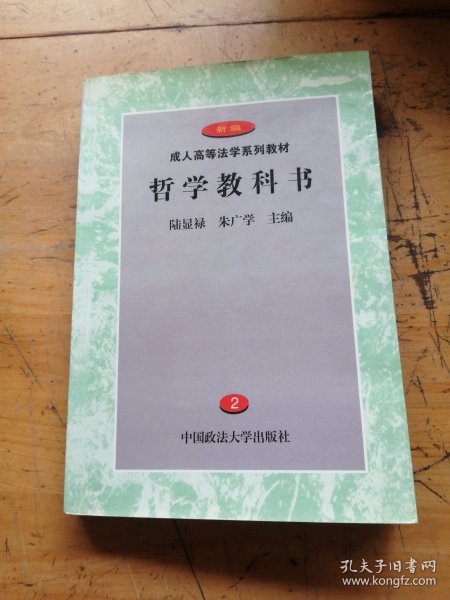 新编
成人高等法学系列教材
哲学教科书
陆显禄 朱广学 主编
2
中国政法大学出版社
孔夫子旧书网
www.kongfz.com